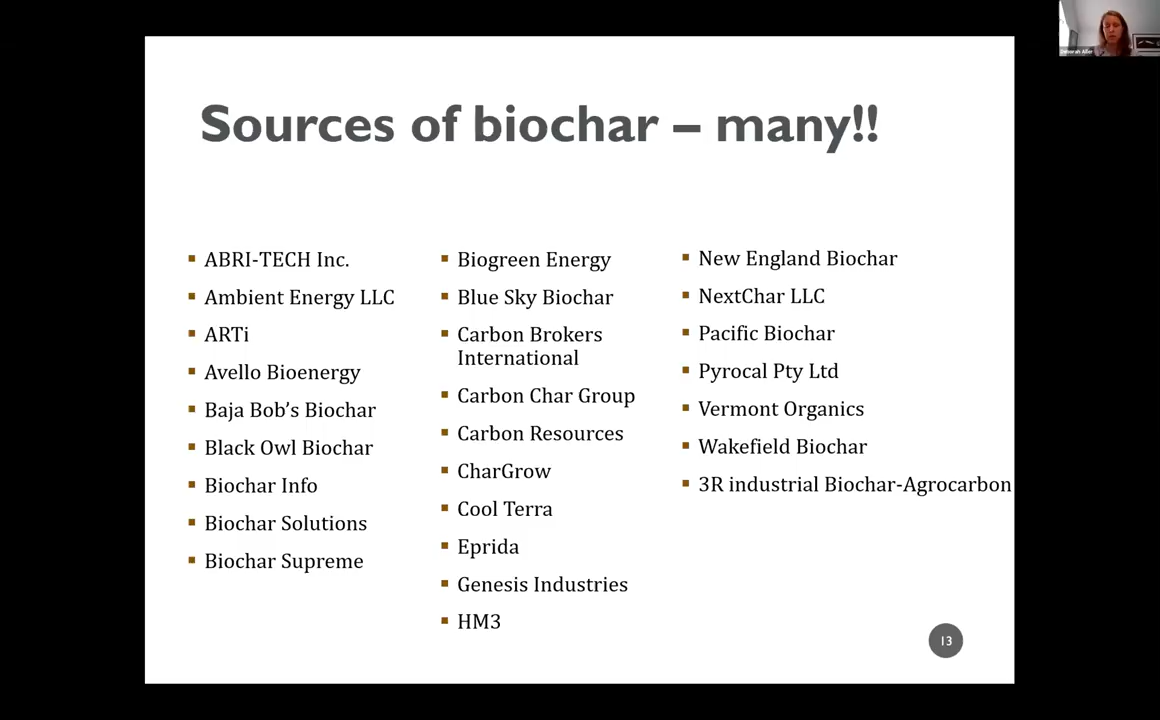 Sources of biochar – many!!
ABRI-TECH Inc.
Ambient Energy LLC
ARTi
Avello Bioenergy
Baja Bob’s Biochar
Black Owl Biochar
Biochar Info
Biochar Solutions
Biochar Supreme
Biogreen Energy
Blue Sky Biochar
Carbon Brokers
International
Carbon Char Group
Carbon Resources
CharGrow
Cool Terra
Eprida
Genesis Industries
HM3
New England Biochar
NextChar LLC
Pacific Biochar
Pyrocal Pty Ltd
Vermont Organics
Wakefield Biochar
3R industrial Biochar-Agrocarbon
13
Deborah Aller